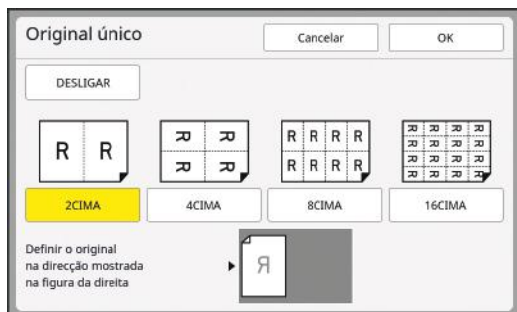 Original único
Cancelar
OK
DESLIGAR
R R
R R
R R
R R R R
R R R R
R R R R
R R R R
R R R R
R R R R
2CIMA
4CIMA
8CIMA
16CIMA
Definir o original
na direcção mostrada
na figura da direita
R